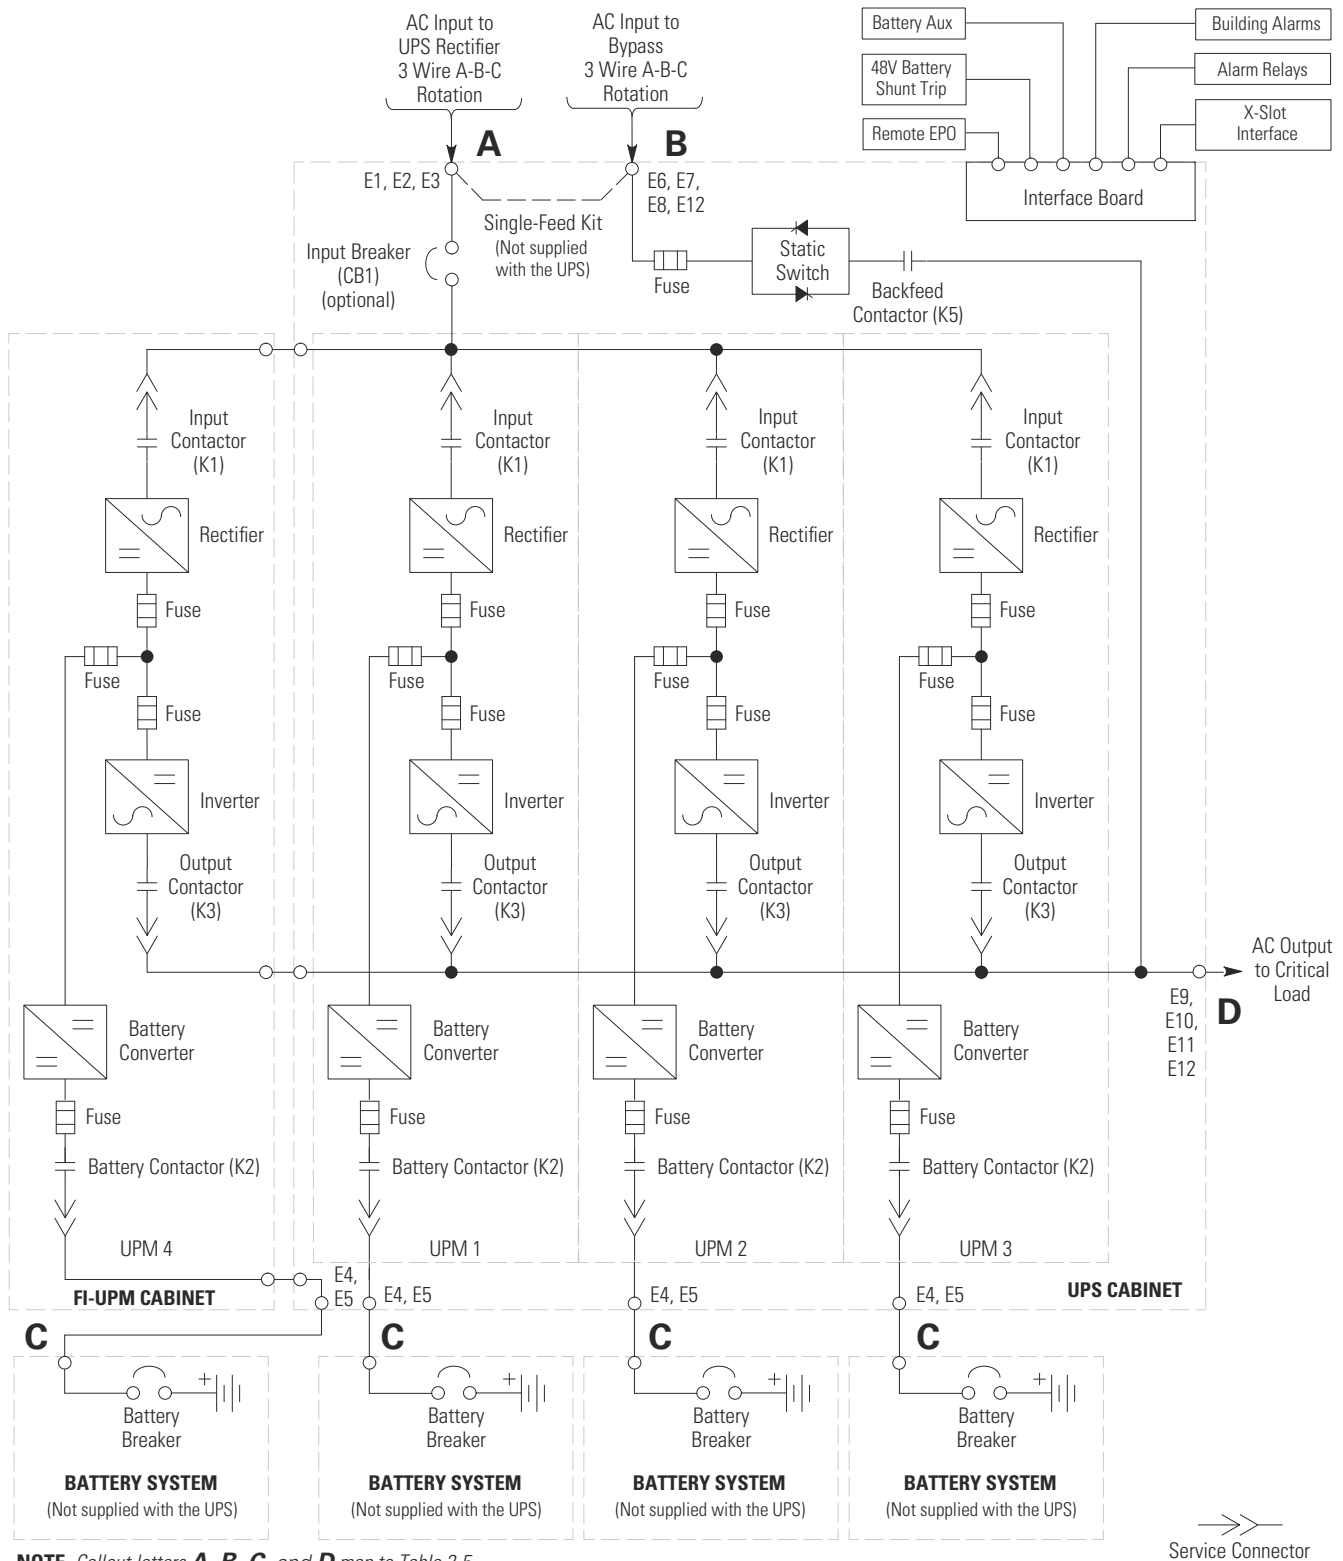 AC Input to
UPS Rectifier
3 Wire A-B-C
Rotation
AC Input to
Bypass
3 Wire A-B-C
Rotation
Battery Aux
48V Battery
Shunt Trip
Remote EPO
Building Alarms
Alarm Relays
X-Slot
Interface
Interface Board
A
B
E1, E2, E3
E6, E7,
E8, E12
Single-Feed Kit
(Not supplied
with the UPS)
Input Breaker
(CB1)
(optional)
Fuse
Static
Switch
Backfeed
Contactor (K5)
Input
Contactor
(K1)
Input
Contactor
(K1)
Input
Contactor
(K1)
Input
Contactor
(K1)
Rectifier
Rectifier
Rectifier
Rectifier
Fuse
Fuse
Fuse
Fuse
Fuse
Fuse
Fuse
Fuse
Fuse
Fuse
Fuse
Fuse
Inverter
Inverter
Inverter
Inverter
Output
Contactor
(K3)
Output
Contactor
(K3)
Output
Contactor
(K3)
Output
Contactor
(K3)
AC Output
to Critical
Load
E9,
E10,
E11
E12
D
Battery
Converter
Battery
Converter
Battery
Converter
Battery
Converter
Fuse
Fuse
Fuse
Fuse
Battery Contactor (K2)
Battery Contactor (K2)
Battery Contactor (K2)
Battery Contactor (K2)
UPM 4
UPM 1
UPM 2
UPM 3
FI-UPM CABINET
E4,
E5
E4, E5
E4, E5
E4, E5
UPS CABINET
C
C
C
C
+
+
+
+
Battery
Breaker
Battery
Breaker
Battery
Breaker
Battery
Breaker
BATTERY SYSTEM
(Not supplied with the UPS)
BATTERY SYSTEM
(Not supplied with the UPS)
BATTERY SYSTEM
(Not supplied with the UPS)
BATTERY SYSTEM
(Not supplied with the UPS)
Service Connector
NOTE Callout letters A, B, C, and D map to Table 3-5.